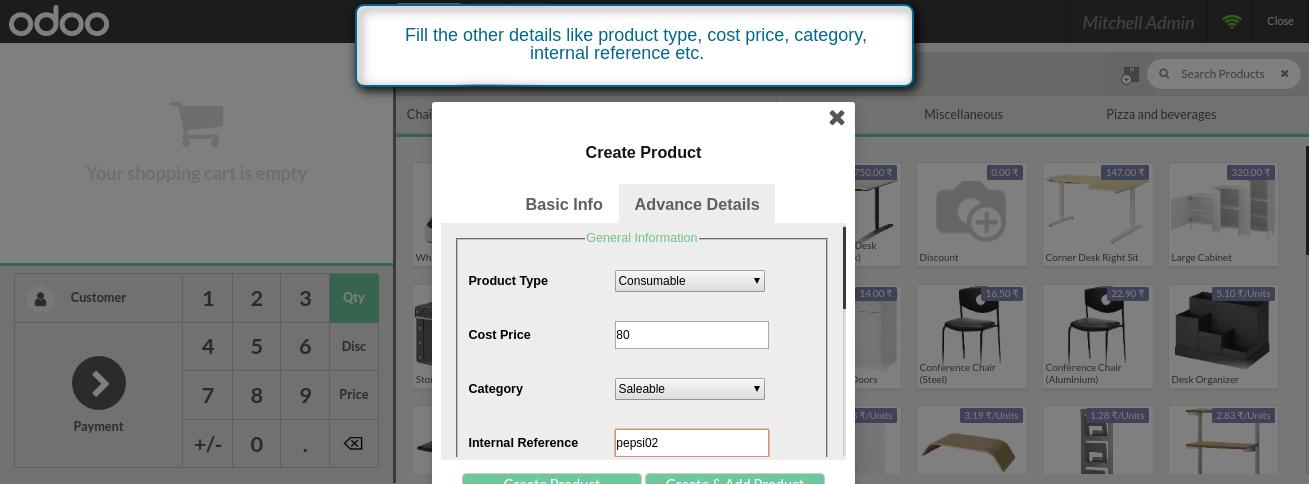 odoo
Fill the other details like product type, cost price, category,
internal reference etc.
Mitchell Admin
Close
Search Products
Miscellaneous
Pizza and beverages
Your shopping cart is empty
Customer
1 2 3 Qty
4 5 6 Disc
7 8 9 Price
+/- 0 .
Payment
Create Product
Basic Info
Advance Details
General Information
Product Type
Consumable
Cost Price
80
Category
Saleable
Internal Reference
pepsi02
Create Product
Create & Add Product
750.00 ₹
Desk
0.00 ₹
Discount
147.00 ₹
Corner Desk Right Sit
320.00 ₹
Large Cabinet
14.00 ₹
Doors
16.50 ₹
Conference Chair
(Steel)
22.90 ₹
Conference Chair
(Aluminium)
5.10 ₹/Units
Desk Organizer
₹/Units
3.19 ₹/Units
1.28 ₹/Units
2.83 ₹/Units